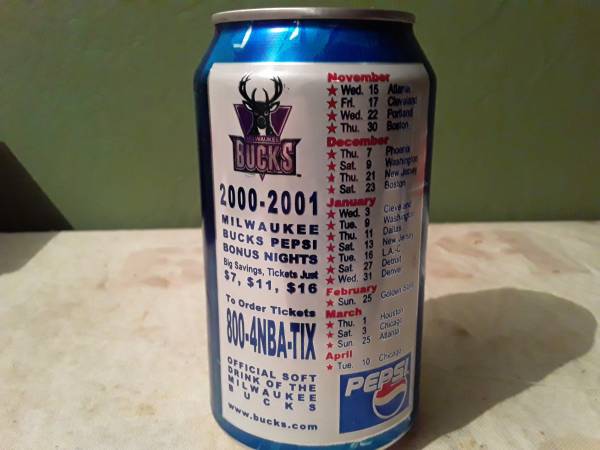 MILWAUKEE
BUCKS
2000-2001
MILWAUKEE
BUCKS PEPSI
BONUS NIGHTS
Big Savings, Tickets Just
$7, $11, $16
To Order Tickets
800-4NBA-TIX
OFFICIAL SOFT
DRINK OF THE
MILWAUKEE
BUCKS
www.bucks.com
November
★ Wed. 15 Atlanta
★ Fri. 17 Cleveland
★ Wed. 22 Portland
★ Thu. 30 Boston
December
★ Thu. 7 Phoenix
★ Sat. 9 Washington
★ Thu. 21 New Jersey
★ Sat. 23 Boston
January
★ Wed. 3 Cleveland
★ Tue. 9 Washington
★ Thu. 11 Dallas
★ Sat. 13 New Jersey
★ Tue. 16 L.A.-C
★ Sat. 27 Detroit
★ Wed. 31 Denver
February
★ Sun. 25 Golden State
March
★ Thu. 1 Houston
★ Sat. 3 Chicago
★ Sun. 25 Atlanta
April
★ Tue. 10 Chicago
PEPSI